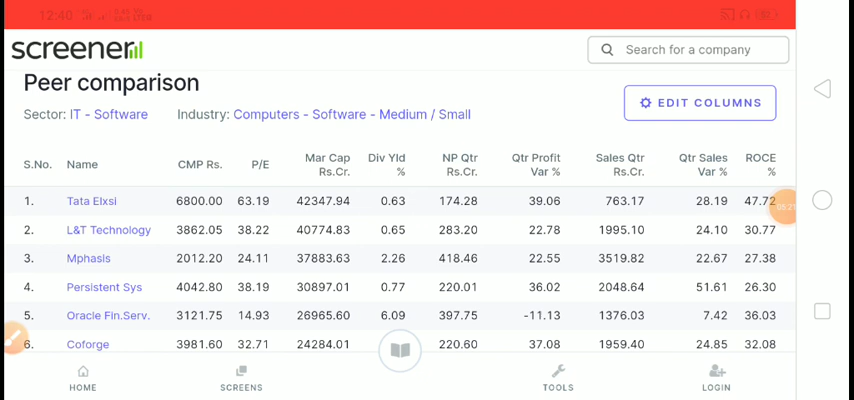 12:40
screener
Search for a company
Peer comparison
Sector: IT - Software Industry: Computers - Software - Medium / Small
EDIT COLUMNS
S.No. Name CMP Rs. P/E Mar Cap Rs.Cr. Div Yld % NP Qtr Rs.Cr. Qtr Profit Var % Sales Qtr Rs.Cr. Qtr Sales Var % ROCE %
1. Tata Elxsi 6800.00 63.19 42347.94 0.63 174.28 39.06 763.17 28.19 47.72
05:21
2. L&T Technology 3862.05 38.22 40774.83 0.65 283.20 22.78 1995.10 24.10 30.77
3. Mphasis 2012.20 24.11 37883.63 2.26 418.46 22.55 3519.82 22.67 27.38
4. Persistent Sys 4042.80 38.19 30897.01 0.77 220.01 36.02 2048.64 51.61 26.30
5. Oracle Fin.Serv. 3121.75 14.93 26965.60 6.09 397.75 -11.13 1376.03 7.42 36.03
6. Coforge 3981.60 32.71 24284.01 220.60 37.08 1959.40 24.85 32.08
HOME SCREENS TOOLS LOGIN